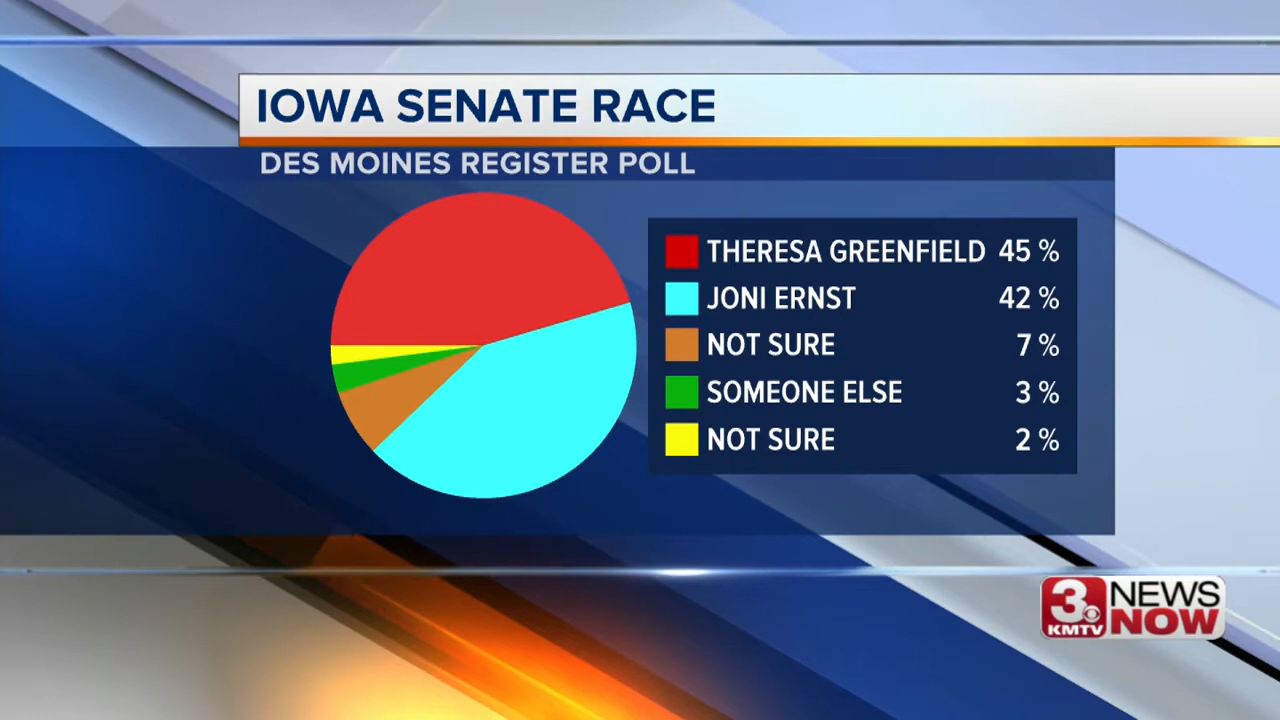 IOWA SENATE RACE
DES MOINES REGISTER POLL
THERESA GREENFIELD 45 %
JONI ERNST 42 %
NOT SURE 7 %
SOMEONE ELSE 3 %
NOT SURE 2 %
3 KMTV NEWS NOW